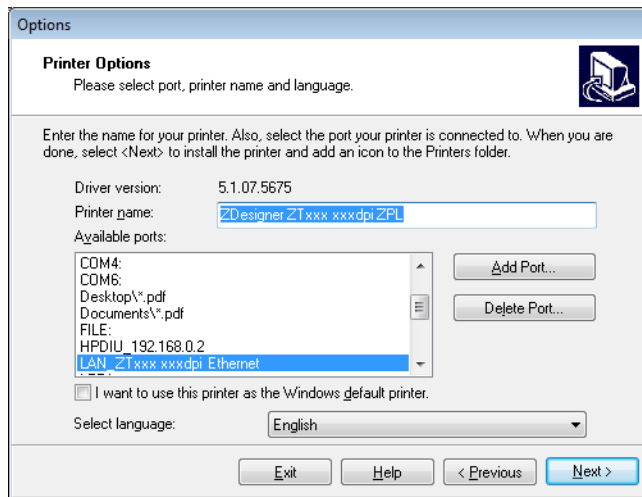 Options
Printer Options
Please select port, printer name and language.
Enter the name for your printer. Also, select the port your printer is connected to. When you are
done, select <Next> to install the printer and add an icon to the Printers folder.
Driver version: 5.1.07.5675
Printer name: ZDesigner ZTxxx xxxdpi ZPL
Available ports:
COM4:
COM6:
Desktop\*.pdf
Documents\*.pdf
FILE:
HPDIU_192.168.0.2
LAN_ZTxxx xxxdpi Ethernet
Add Port...
Delete Port...
I want to use this printer as the Windows default printer.
Select language: English
Exit Help < Previous Next >